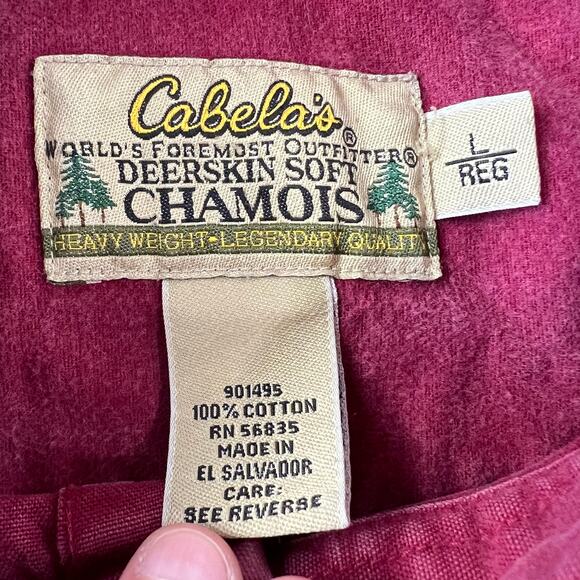 Cabela's®
WORLD'S FOREMOST OUTFITTER®
DEERSKIN SOFT
CHAMOIS
HEAVY WEIGHT•LEGENDARY QUALITY
L
REG
901495
100% COTTON
RN 56835
MADE IN
EL SALVADOR
CARE:
SEE REVERSE